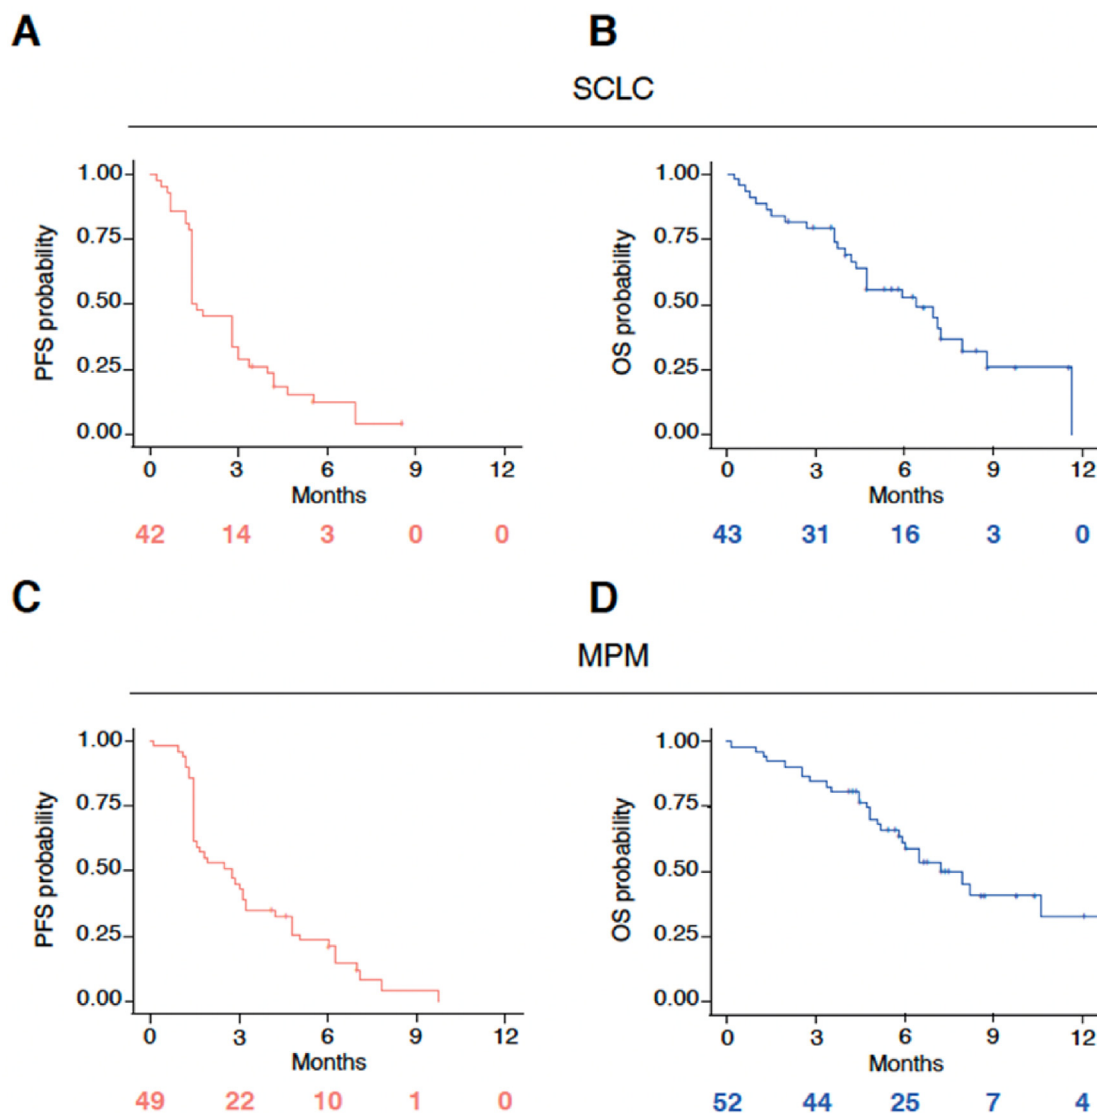 A
B
SCLC
PFS probability
1.00
0.75
0.50
0.25
0.00
0 3 6 9 12
Months
42 14 3 0 0
OS probability
1.00
0.75
0.50
0.25
0.00
0 3 6 9 12
Months
43 31 16 3 0
C
D
MPM
PFS probability
1.00
0.75
0.50
0.25
0.00
0 3 6 9 12
Months
49 22 10 1 0
OS probability
1.00
0.75
0.50
0.25
0.00
0 3 6 9 12
Months
52 44 25 7 4